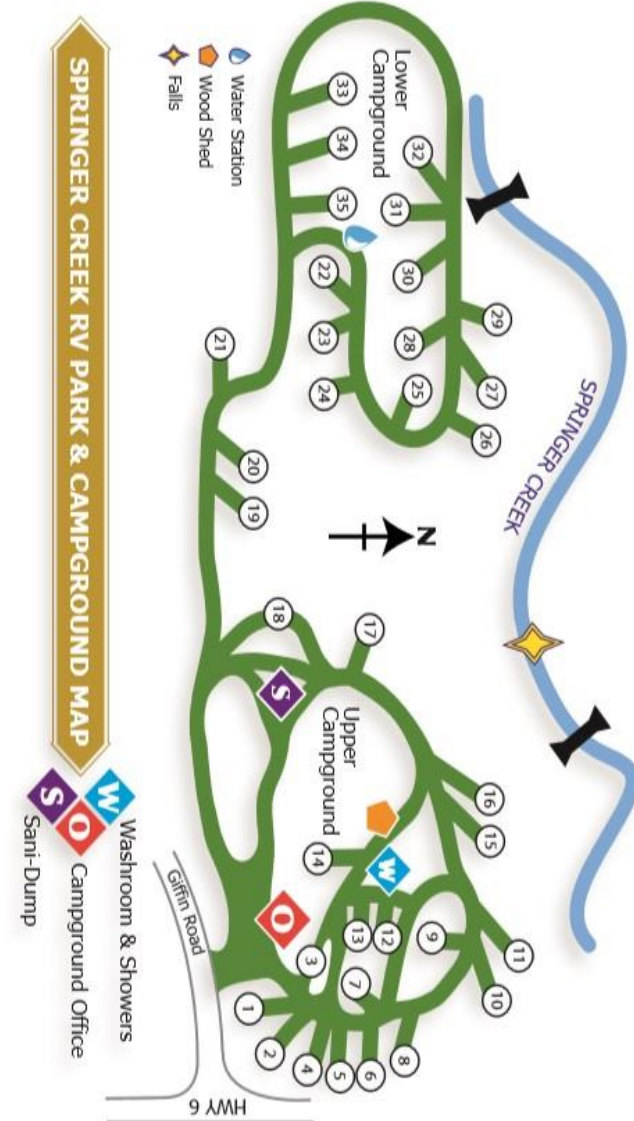 Lower
Campground
33
34
35
32
31
30
29
28
27
26
25
22
23
24
21
20
19
SPRINGER CREEK
N
18
17
S
Upper
Campground
16
15
14
W
13
12
11
10
9
O
3
7
8
1
2
4
5
6
Giffin Road
HWY 6
Water Station
Wood Shed
Falls
SPRINGER CREEK RV PARK & CAMPGROUND MAP
W Washroom & Showers
O Campground Office
S Sani-Dump